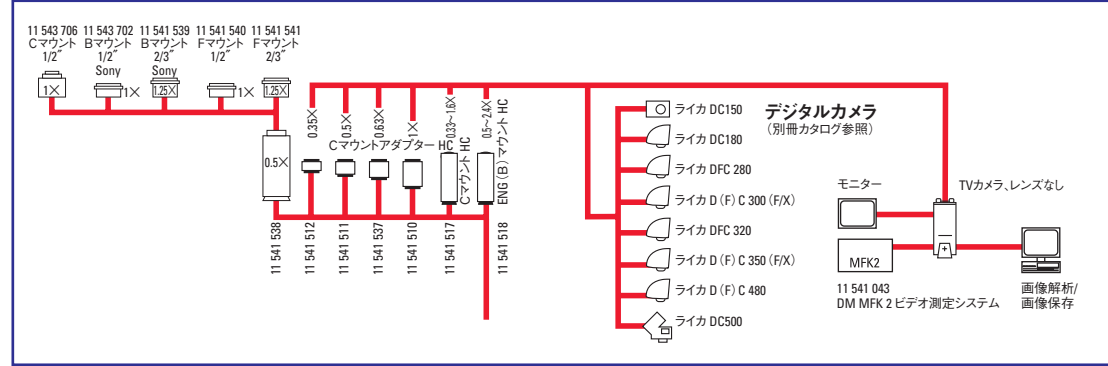 11 543 706 11 543 702 11 541 539 11 541 540 11 541 541
Cマウント Bマウント Bマウント Fマウント Fマウント
1/2" 1/2" 2/3" 1/2" 2/3"
Sony Sony
1× 1× 1.25× 1× 1.25×
0.5×
0.35×
0.5×
0.63×
1×
0.33~1.6×
0.5~2.4×
Cマウントアダプター HC
CマウントHC
ENG(B)マウント HC
11 541 538
11 541 512
11 541 511
11 541 537
11 541 510
11 541 517
11 541 518
ライカ DC150
ライカ DC180
ライカ DFC 280
ライカ D(F)C 300(F/X)
ライカ DFC 320
ライカ D(F)C 350(F/X)
ライカ D(F)C 480
ライカ DC500
デジタルカメラ
(別冊カタログ参照)
モニター
TVカメラ、レンズなし
MFK2
11 541 043
DM MFK 2 ビデオ測定システム
画像解析/
画像保存